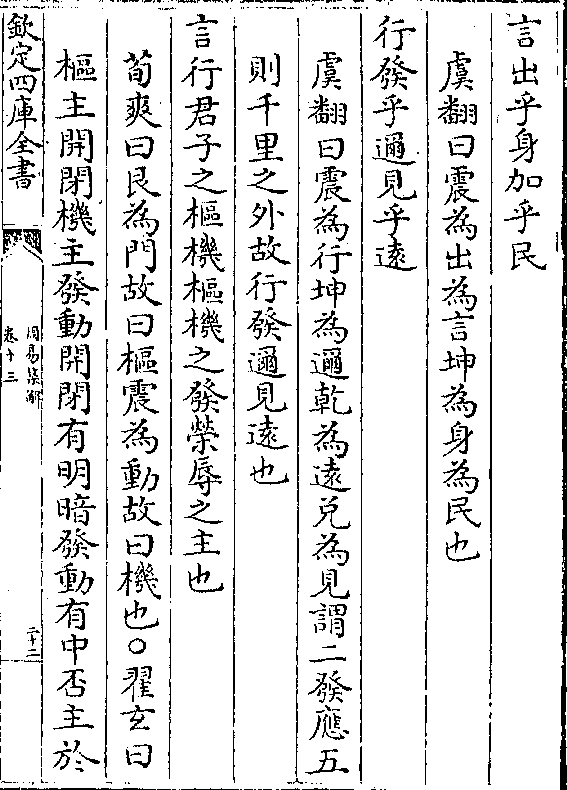 言出乎身加乎民
虞翻曰震為出為言坤為身為民也
行發乎邇見乎遠
虞翻曰震為行坤為邇乾為遠兌為見謂二發應五
則千里之外故行發邇見遠也
言行君子之樞機樞機之發榮辱之主也
荀爽曰艮為門故曰樞震為動故曰機也○翟玄曰
樞主開閉機主發動開閉有明暗發動有中否主於
欽定四庫全書
周易集解
卷十三
二十二